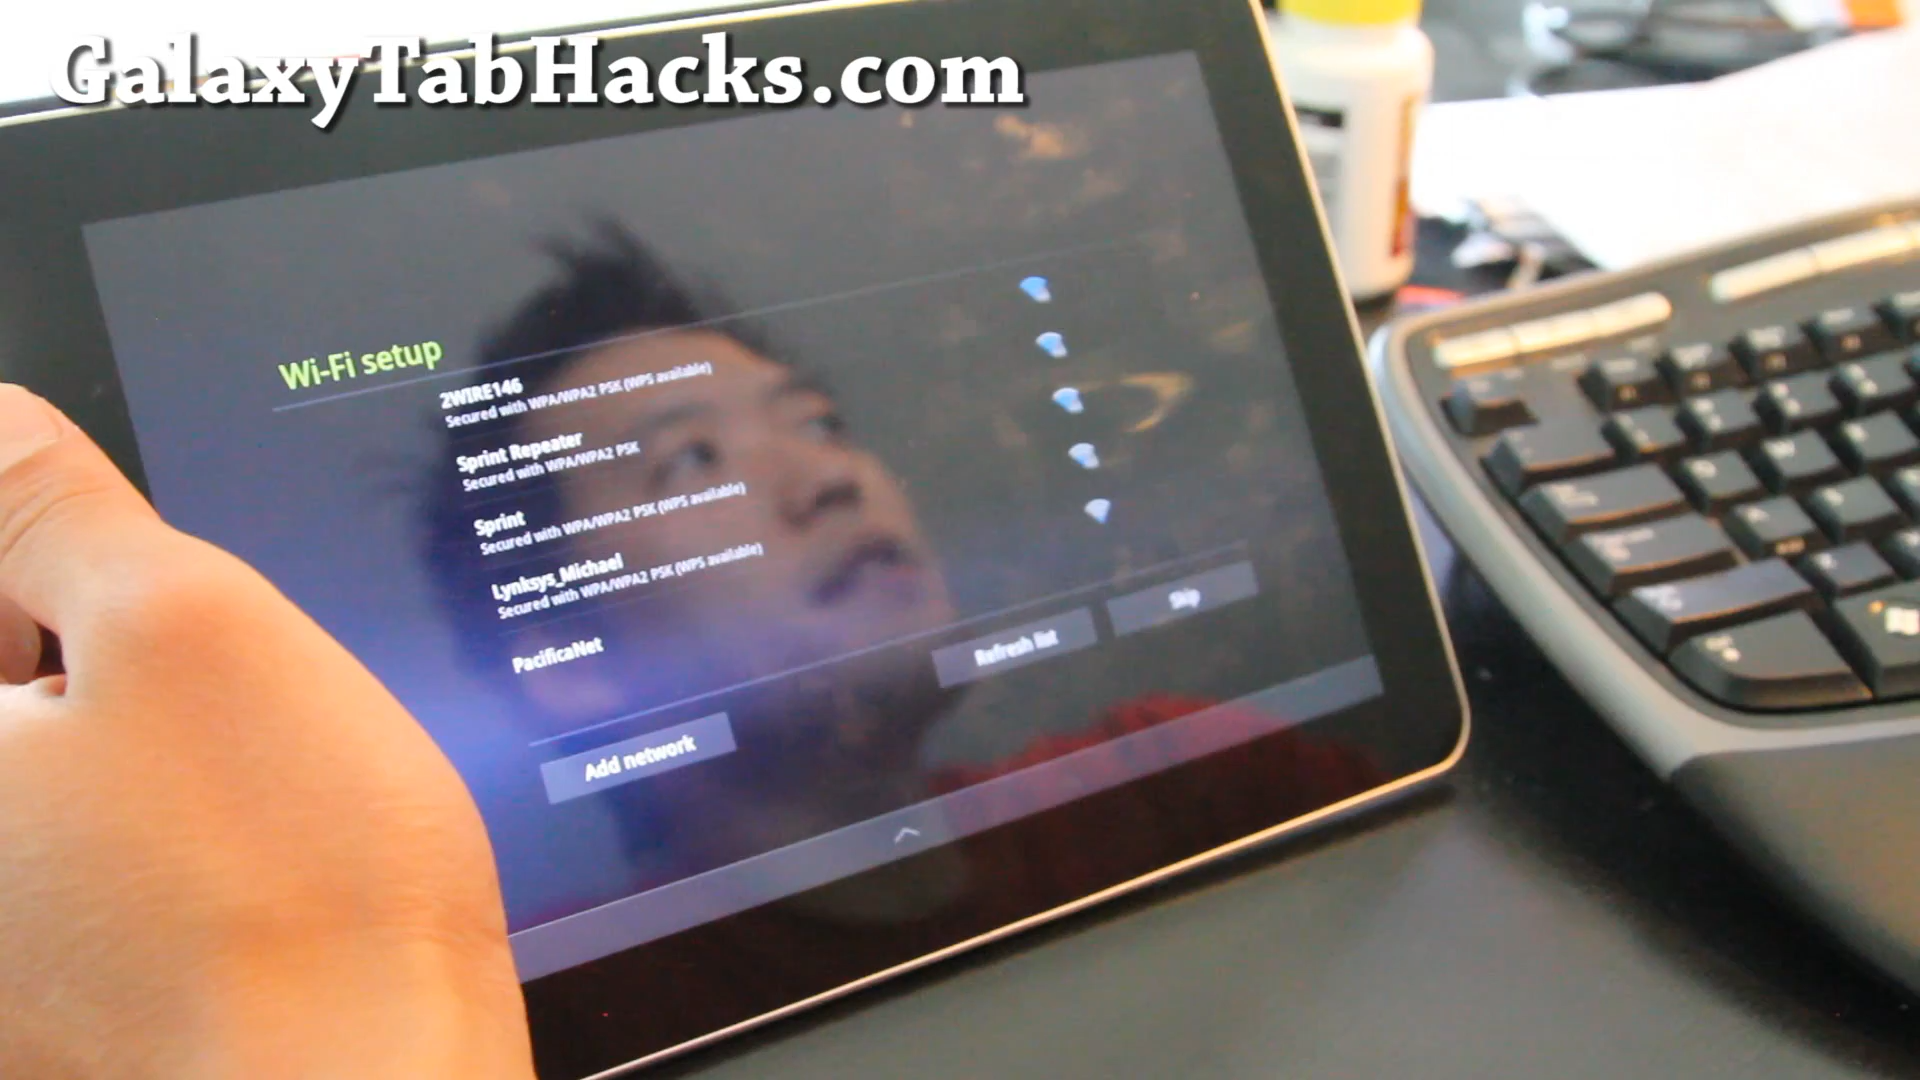 GalaxyTabHacks.com
Wi-Fi setup
2WIRE146
Secured with WPA/WPA2 PSK (WPS available)
Sprint Repeater
Secured with WPA/WPA2 PSK
Sprint
Secured with WPA/WPA2 PSK (WPS available)
Lynksys_Michael
Secured with WPA/WPA2 PSK (WPS available)
PacificaNet
Refresh list
Skip
Add network